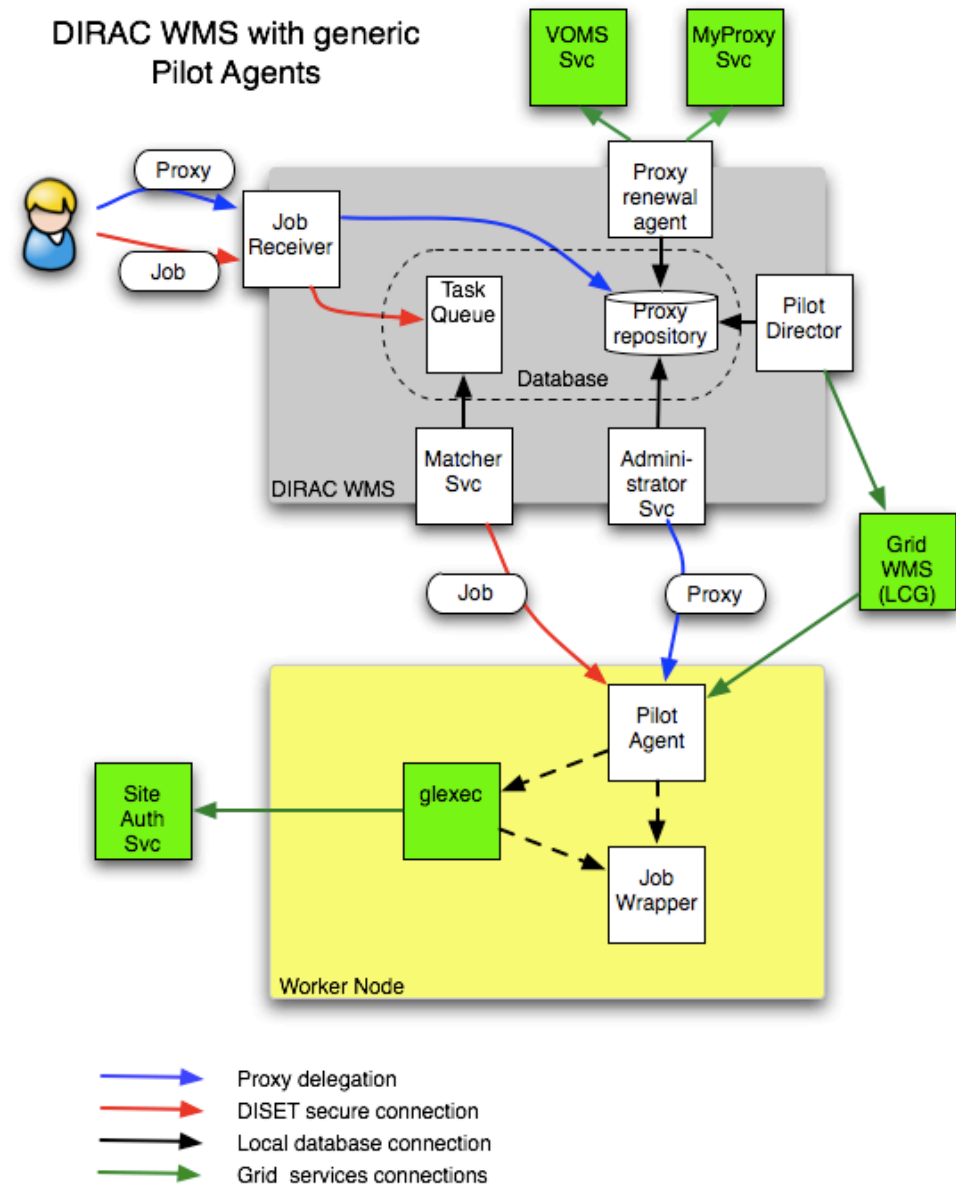 DIRAC WMS with generic
Pilot Agents
VOMS
Svc
MyProxy
Svc
Proxy
Job
Job
Receiver
Proxy
renewal
agent
Task
Queue
Proxy
repository
Pilot
Director
Database
DIRAC WMS
Matcher
Svc
Admini-
strator
Svc
Grid
WMS
(LCG)
Job
Proxy
Pilot
Agent
glexec
Site
Auth
Svc
Job
Wrapper
Worker Node
Proxy delegation
DISET secure connection
Local database connection
Grid services connections